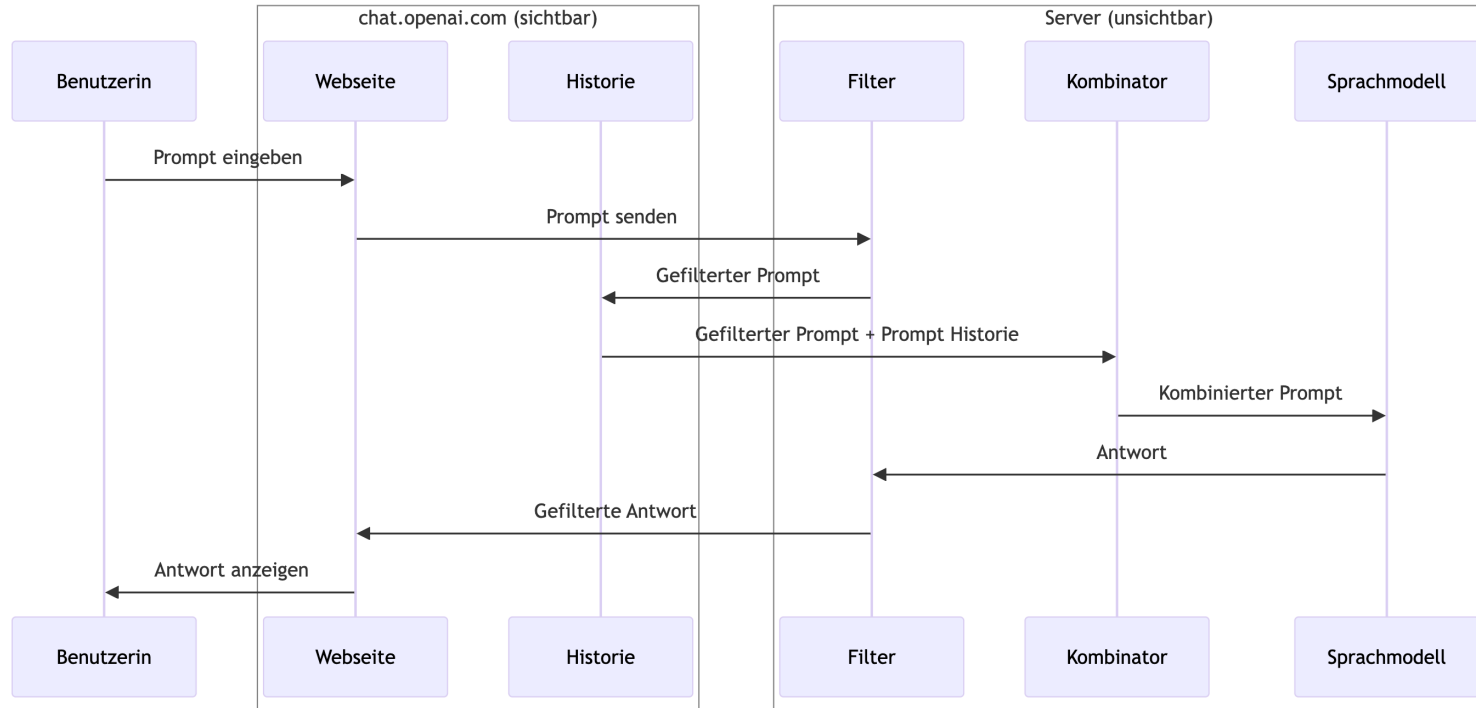 chat.openai.com (sichtbar)
Server (unsichtbar)
Benutzerin
Webseite
Historie
Filter
Kombinator
Sprachmodell
Prompt eingeben
Prompt senden
Gefilterter Prompt
Gefilterter Prompt + Prompt Historie
Kombinierter Prompt
Antwort
Gefilterte Antwort
Antwort anzeigen
Benutzerin
Webseite
Historie
Filter
Kombinator
Sprachmodell